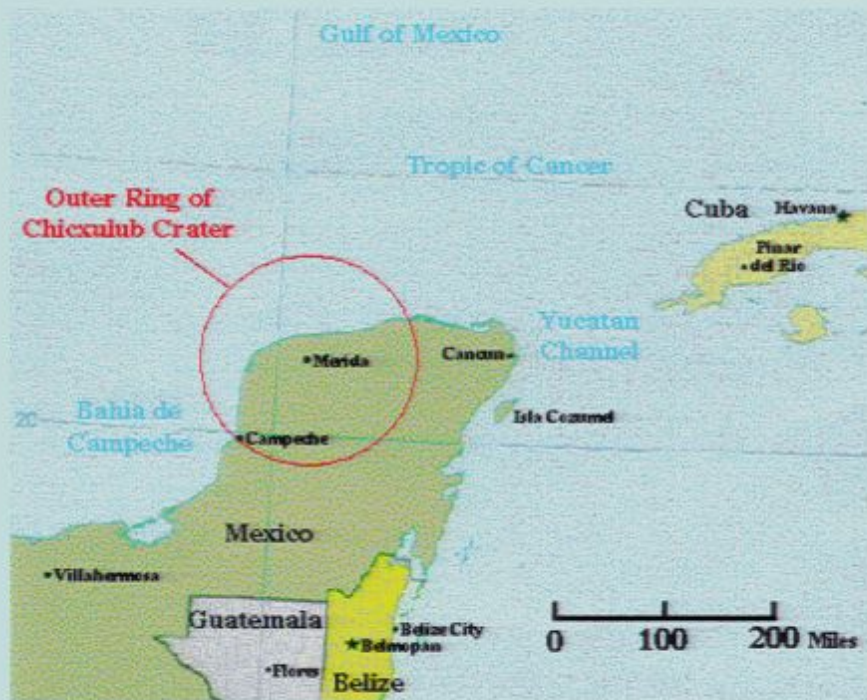 Gulf of Mexico
Tropic of Cancer
Outer Ring of
Chicxulub Crater
Cuba
Havana
Pinar
del Rio
Yucatan
Channel
Merida
Cancun
20
Bahia de
Campeche
Isla Cozumel
Campeche
Mexico
Villahermosa
Guatemala
Belize City
Belmopan
Flores
Belize
0 100 200 Miles